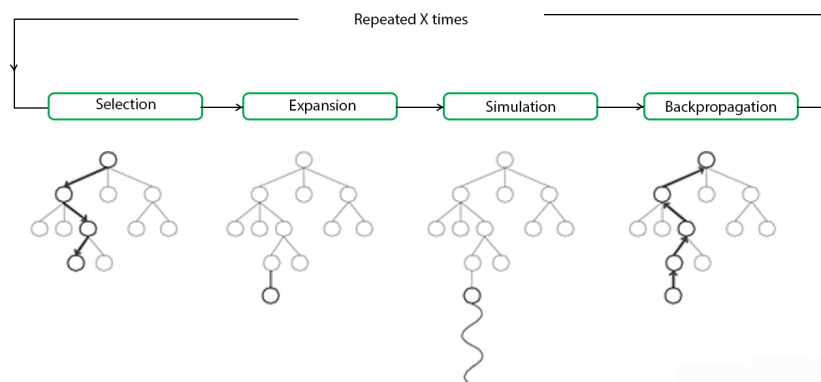 Repeated X times
Selection
Expansion
Simulation
Backpropagation